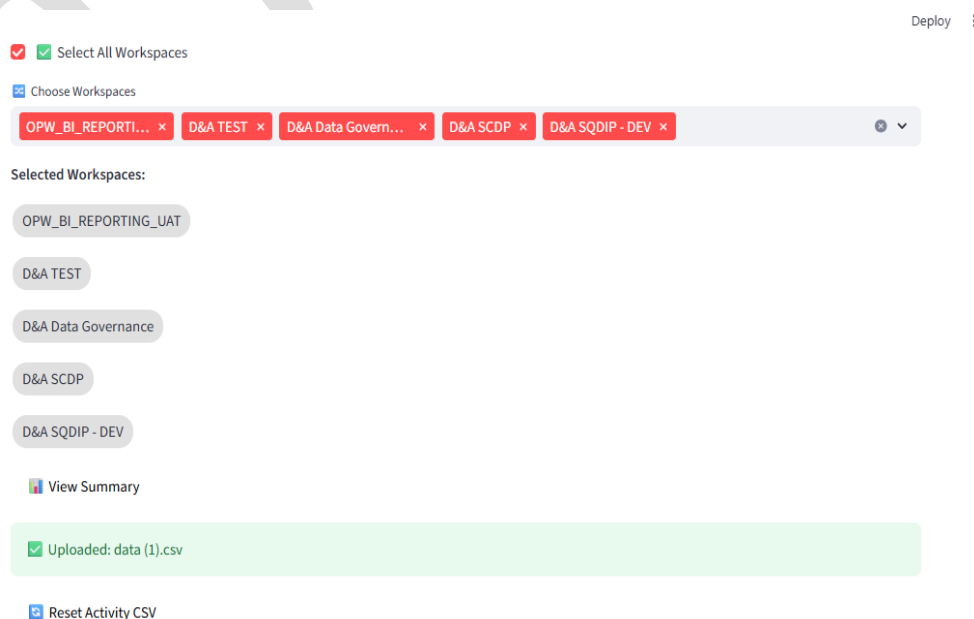 Deploy
Select All Workspaces
Choose Workspaces
OPW_BI_REPORTI... × D&A TEST × D&A Data Govern... × D&A SCDP × D&A SQDIP - DEV ×
Selected Workspaces:
OPW_BI_REPORTING_UAT
D&A TEST
D&A Data Governance
D&A SCDP
D&A SQDIP - DEV
View Summary
Uploaded: data (1).csv
Reset Activity CSV